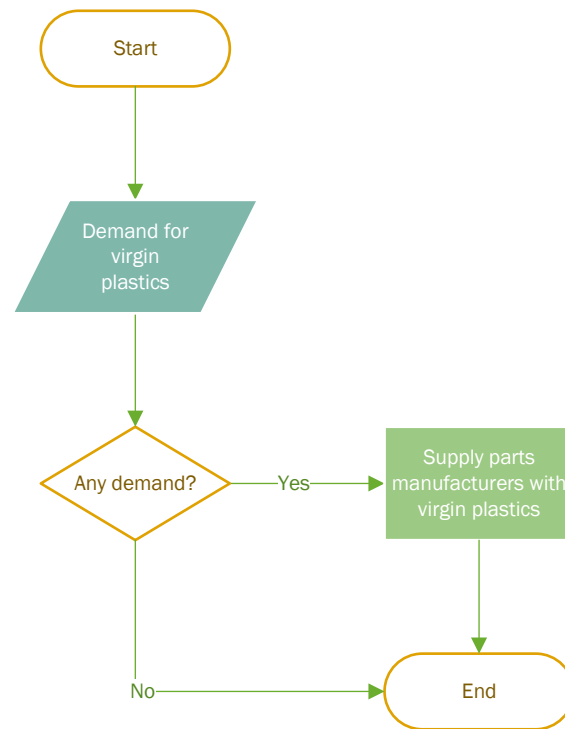 Start
Demand for
virgin
plastics
Any demand?
Yes
Supply parts
manufacturers with
virgin plastics
No
End